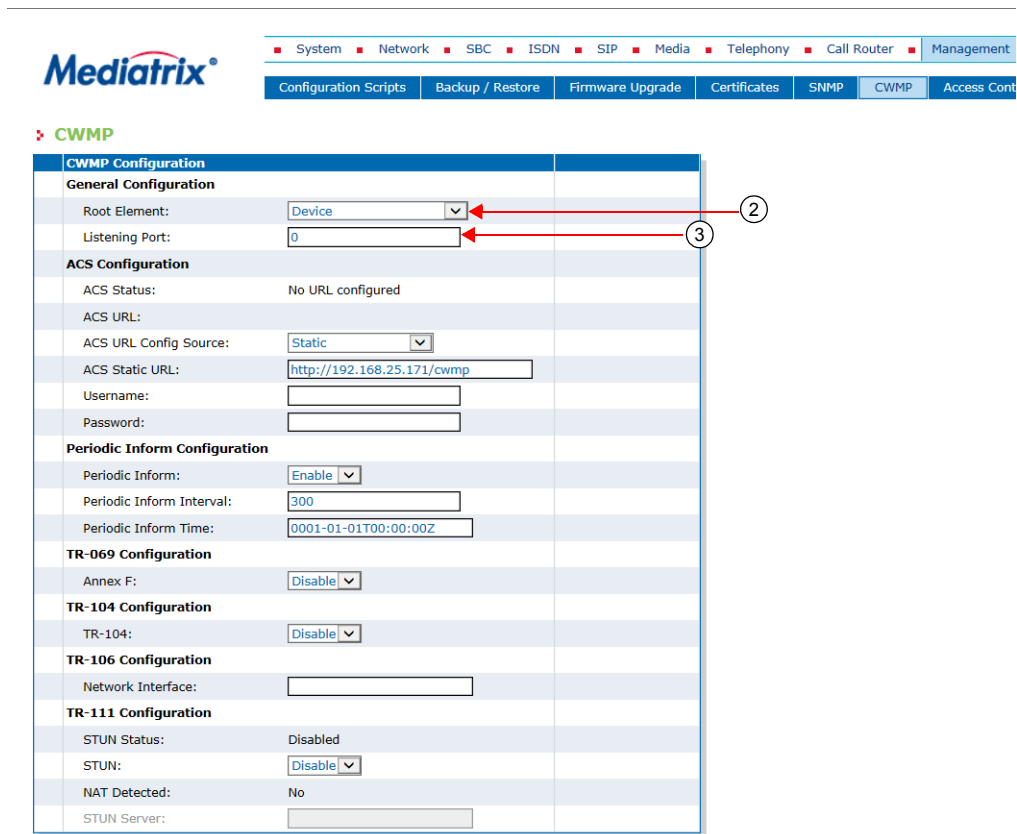 Mediatrix®
System Network SBC ISDN SIP Media Telephony Call Router Management
Configuration Scripts Backup / Restore Firmware Upgrade Certificates SNMP CWMP Access Cont
CWMP
CWMP Configuration
General Configuration
Root Element: Device
2
Listening Port: 0
3
ACS Configuration
ACS Status: No URL configured
ACS URL:
ACS URL Config Source: Static
ACS Static URL: http://192.168.25.171/cwmp
Username:
Password:
Periodic Inform Configuration
Periodic Inform: Enable
Periodic Inform Interval: 300
Periodic Inform Time: 0001-01-01T00:00:00Z
TR-069 Configuration
Annex F: Disable
TR-104 Configuration
TR-104: Disable
TR-106 Configuration
Network Interface:
TR-111 Configuration
STUN Status: Disabled
STUN: Disable
NAT Detected: No
STUN Server: